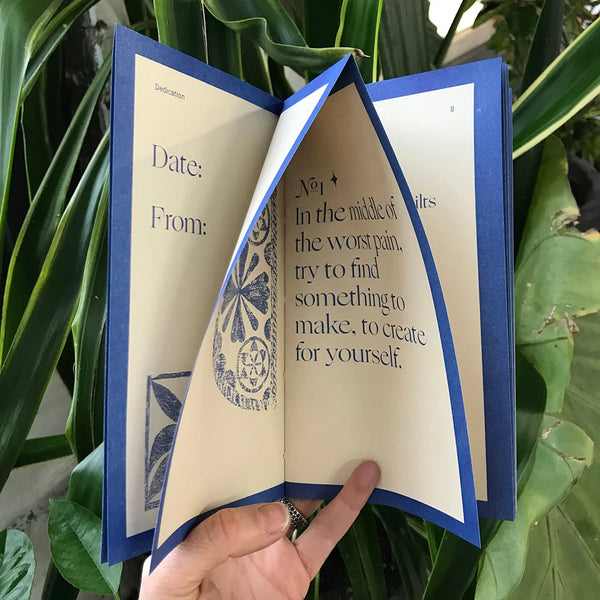 Dedication
Date:
From:
№1
In the middle of
the worst pain,
try to find
something to
make, to create
for yourself.
8
ilts